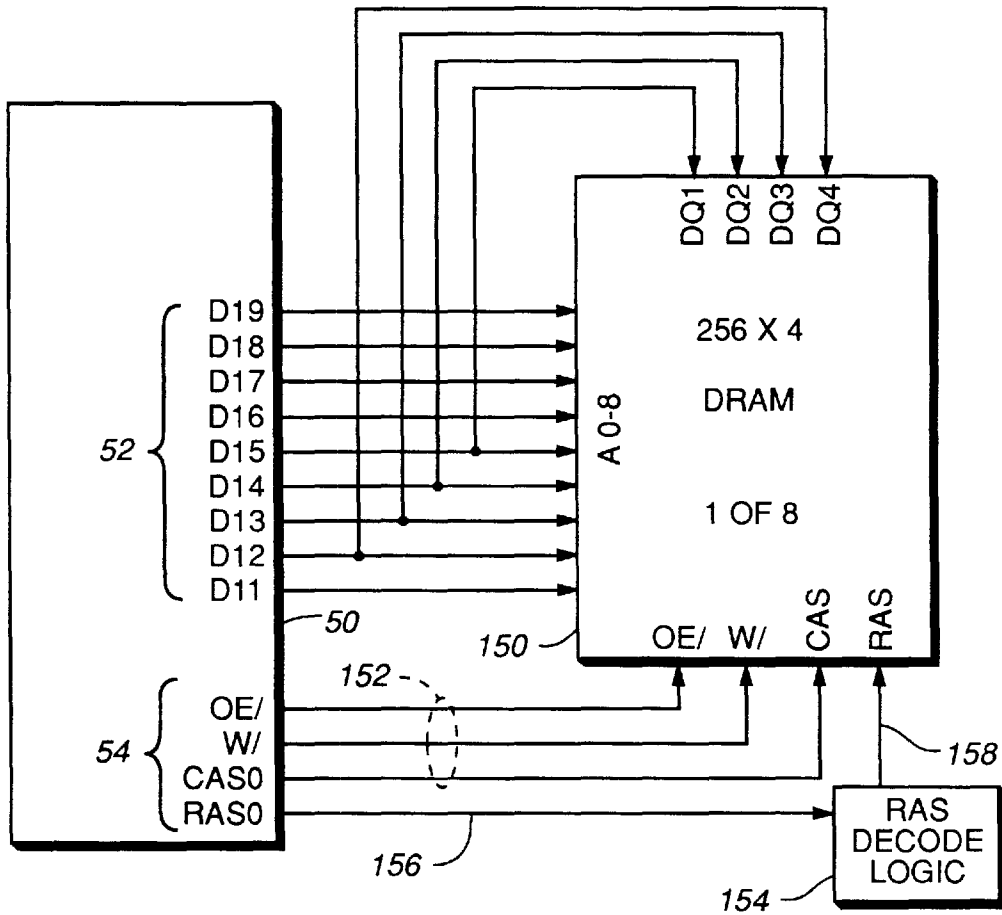 DQ1
DQ2
DQ3
DQ4
D19
D18
D17
D16
D15
D14
D13
D12
D11
52
256 X 4
DRAM
1 OF 8
A 0-8
50
150
OE/
W/
CAS
RAS
152
54
OE/
W/
CAS0
RAS0
156
158
RAS
DECODE
LOGIC
154